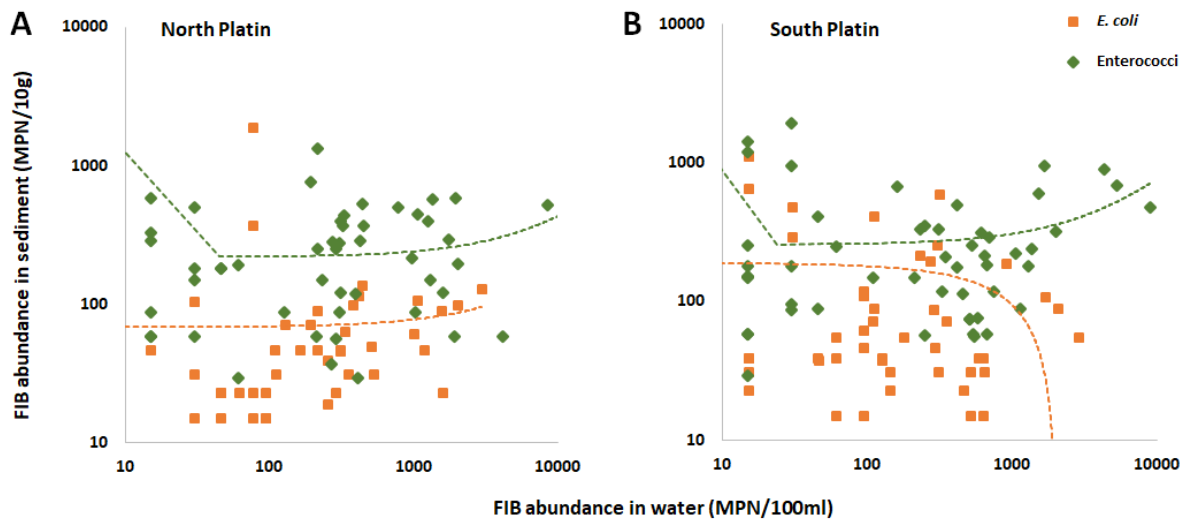 A
North Platin
B
South Platin
E. coli
Enterococci
FIB abundance in sediment (MPN/10g)
10000
1000
100
10
10
100
1000
10000
10000
1000
100
10
10
100
1000
10000
FIB abundance in water (MPN/100ml)